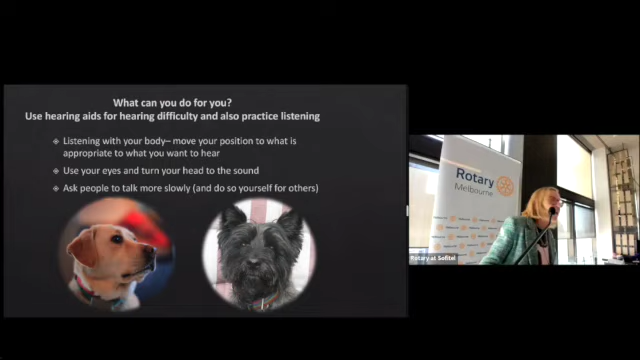 What can you do for you?
Use hearing aids for hearing difficulty and also practice listening
Listening with your body– move your position to what is
appropriate to what you want to hear
Use your eyes and turn your head to the sound
Ask people to talk more slowly (and do so yourself for others)
Rotary
Melbourne
Rotary at Sofitel